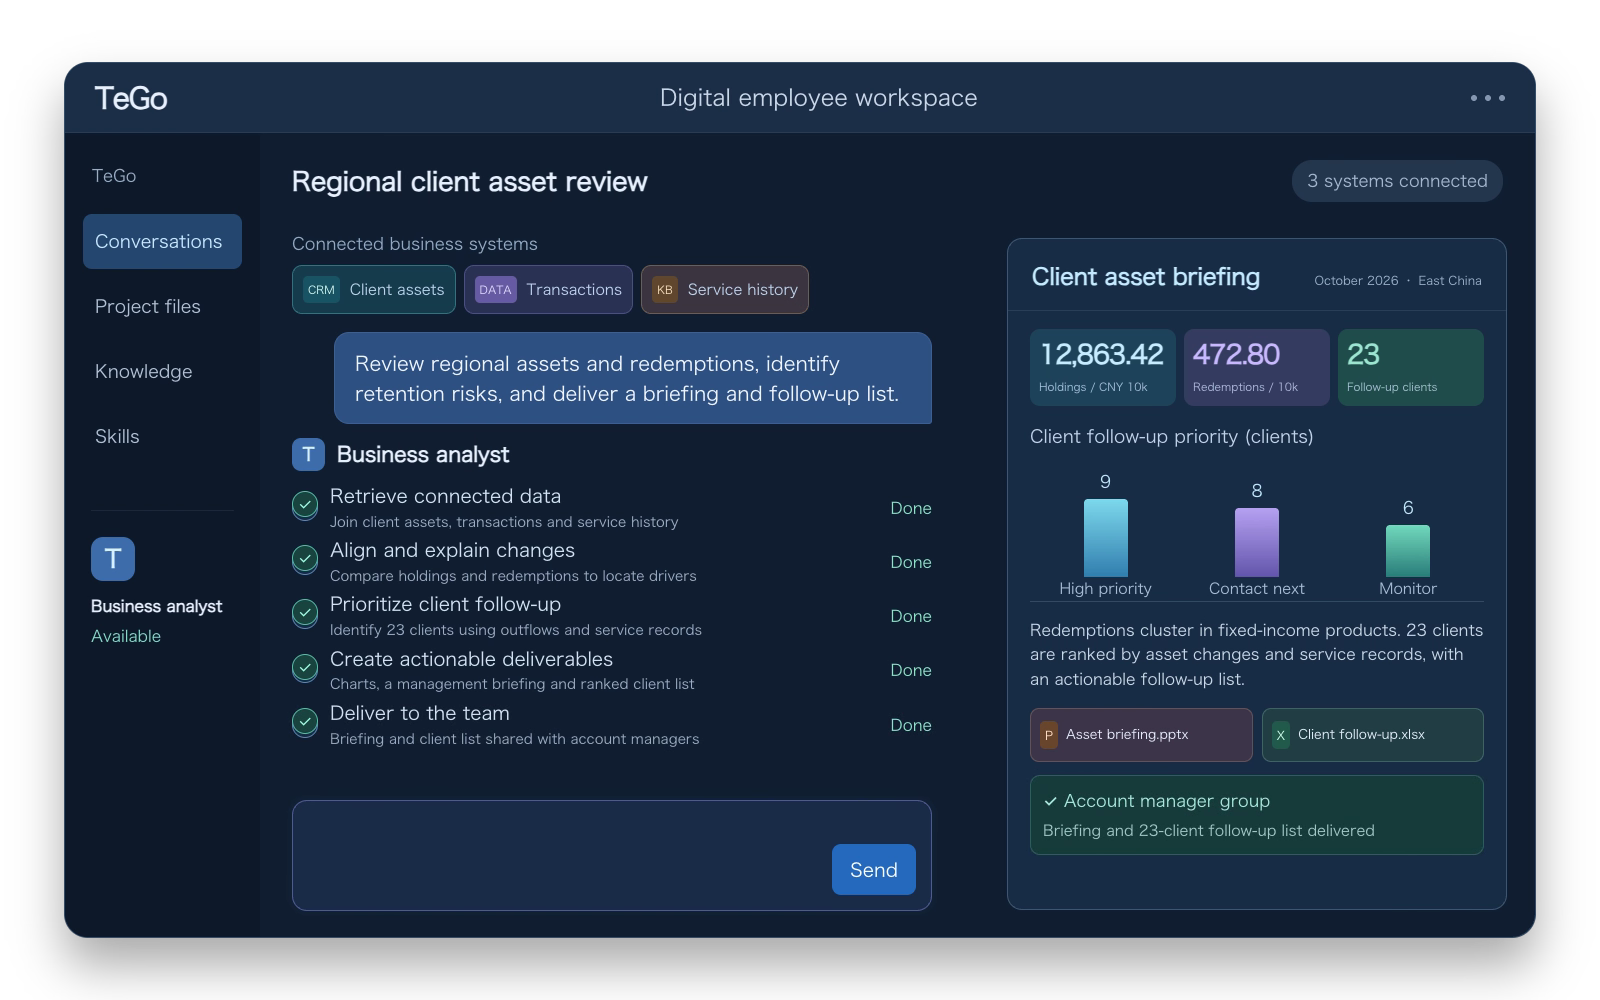 TeGo
Digital employee workspace
TeGo
Conversations
Project files
Knowledge
Skills
T
Business analyst
Available
Regional client asset review
3 systems connected
Connected business systems
CRM Client assets
DATA Transactions
KB Service history
Review regional assets and redemptions, identify
retention risks, and deliver a briefing and follow-up list.
T Business analyst
Retrieve connected data
Join client assets, transactions and service history
Done
Align and explain changes
Compare holdings and redemptions to locate drivers
Done
Prioritize client follow-up
Identify 23 clients using outflows and service records
Done
Create actionable deliverables
Charts, a management briefing and ranked client list
Done
Deliver to the team
Briefing and client list shared with account managers
Done
Send
Client asset briefing
October 2026 · East China
12,863.42
Holdings / CNY 10k
472.80
Redemptions / 10k
23
Follow-up clients
Client follow-up priority (clients)
9
8
6
High priority
Contact next
Monitor
Redemptions cluster in fixed-income products. 23 clients
are ranked by asset changes and service records, with
an actionable follow-up list.
P Asset briefing.pptx
X Client follow-up.xlsx
✓ Account manager group
Briefing and 23-client follow-up list delivered